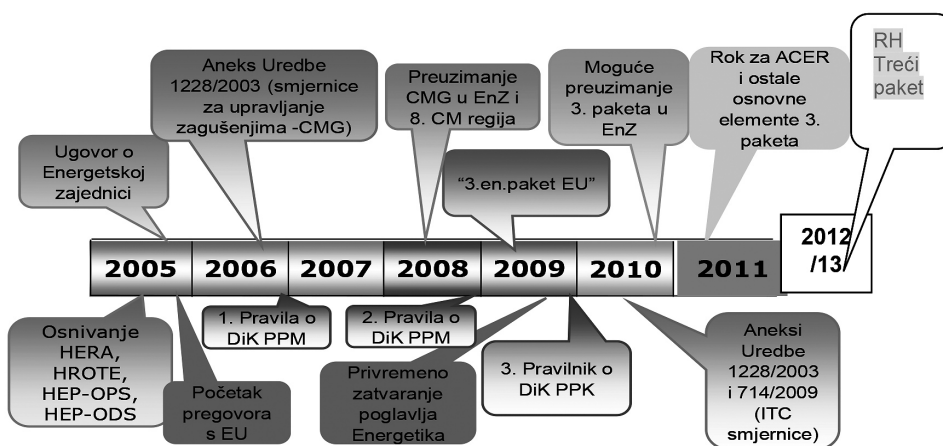 Ugovor o
Energetskoj
zajednici
Aneks Uredbe
1228/2003 (smjernice
za upravljanje
zagušenjima -CMG)
Preuzimanje
CMG u EnZ i
8. CM regija
“3.en.paket EU”
Moguće
preuzimanje
3. paketa u
EnZ
Rok za ACER
i ostale
osnovne
elemente 3.
paketa
RH
Treći
paket
2005
2006
2007
2008
2009
2010
2011
2012
/13
Osnivanje
HERA,
HROTE,
HEP-OPS,
HEP-ODS
Početak
pregovora
s EU
1. Pravila o
DiK PPM
2. Pravila o
DiK PPM
Privremeno
zatvaranje
poglavlja
Energetika
3. Pravilnik o
DiK PPK
Aneksi
Uredbe
1228/2003
i 714/2009
(ITC
smjernice)